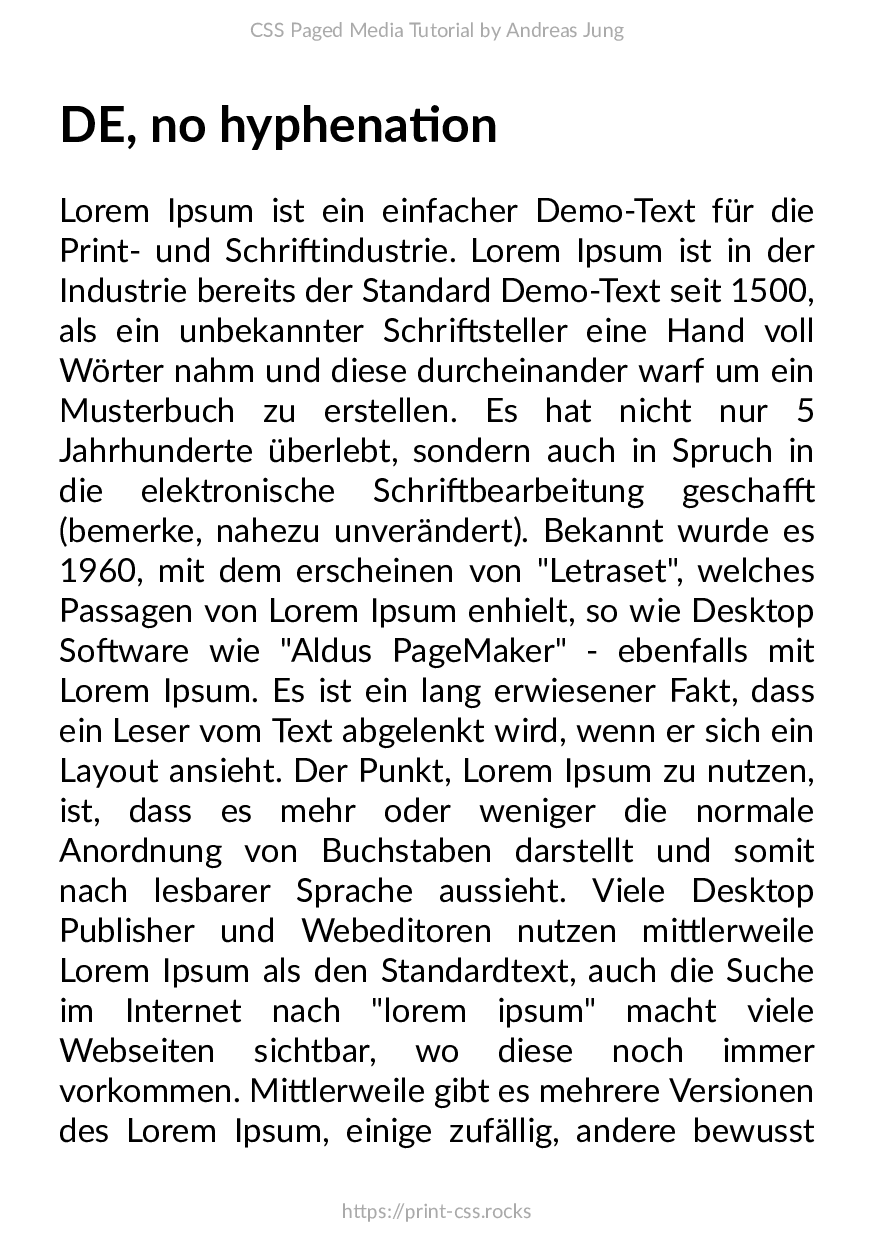 CSS Paged Media Tutorial by Andreas Jung
DE, no hyphenation
Lorem Ipsum ist ein einfacher Demo-Text für die
Print- und Schriftindustrie. Lorem Ipsum ist in der
Industrie bereits der Standard Demo-Text seit 1500,
als ein unbekannter Schriftsteller eine Hand voll
Wörter nahm und diese durcheinander warf um ein
Musterbuch zu erstellen. Es hat nicht nur 5
Jahrhunderte überlebt, sondern auch in Spruch in
die elektronische Schriftbearbeitung geschafft
(bemerke, nahezu unverändert). Bekannt wurde es
1960, mit dem erscheinen von "Letraset", welches
Passagen von Lorem Ipsum enhielt, so wie Desktop
Software wie "Aldus PageMaker" - ebenfalls mit
Lorem Ipsum. Es ist ein lang erwiesener Fakt, dass
ein Leser vom Text abgelenkt wird, wenn er sich ein
Layout ansieht. Der Punkt, Lorem Ipsum zu nutzen,
ist, dass es mehr oder weniger die normale
Anordnung von Buchstaben darstellt und somit
nach lesbarer Sprache aussieht. Viele Desktop
Publisher und Webeditoren nutzen mittlerweile
Lorem Ipsum als den Standardtext, auch die Suche
im Internet nach "lorem ipsum" macht viele
Webseiten sichtbar, wo diese noch immer
vorkommen. Mittlerweile gibt es mehrere Versionen
des Lorem Ipsum, einige zufällig, andere bewusst
https://print-css.rocks